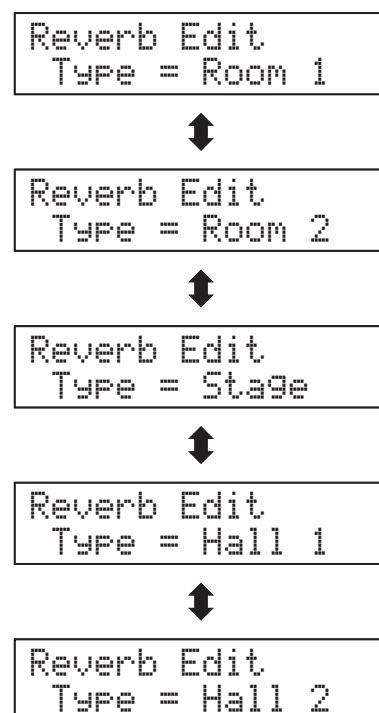 Reverb Edit
Type = Room 1
Reverb Edit
Type = Room 2
Reverb Edit
Type = Stage
Reverb Edit
Type = Hall 1
Reverb Edit
Type = Hall 2